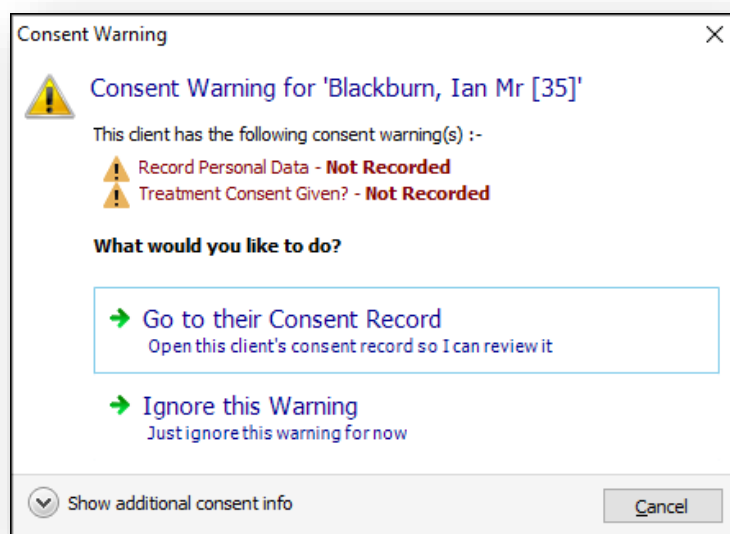 Consent Warning
Consent Warning for 'Blackburn, Ian Mr [35]'
This client has the following consent warning(s) :-
Record Personal Data - Not Recorded
Treatment Consent Given? - Not Recorded
What would you like to do?
Go to their Consent Record
Open this client's consent record so I can review it
Ignore this Warning
Just ignore this warning for now
Show additional consent info
Cancel